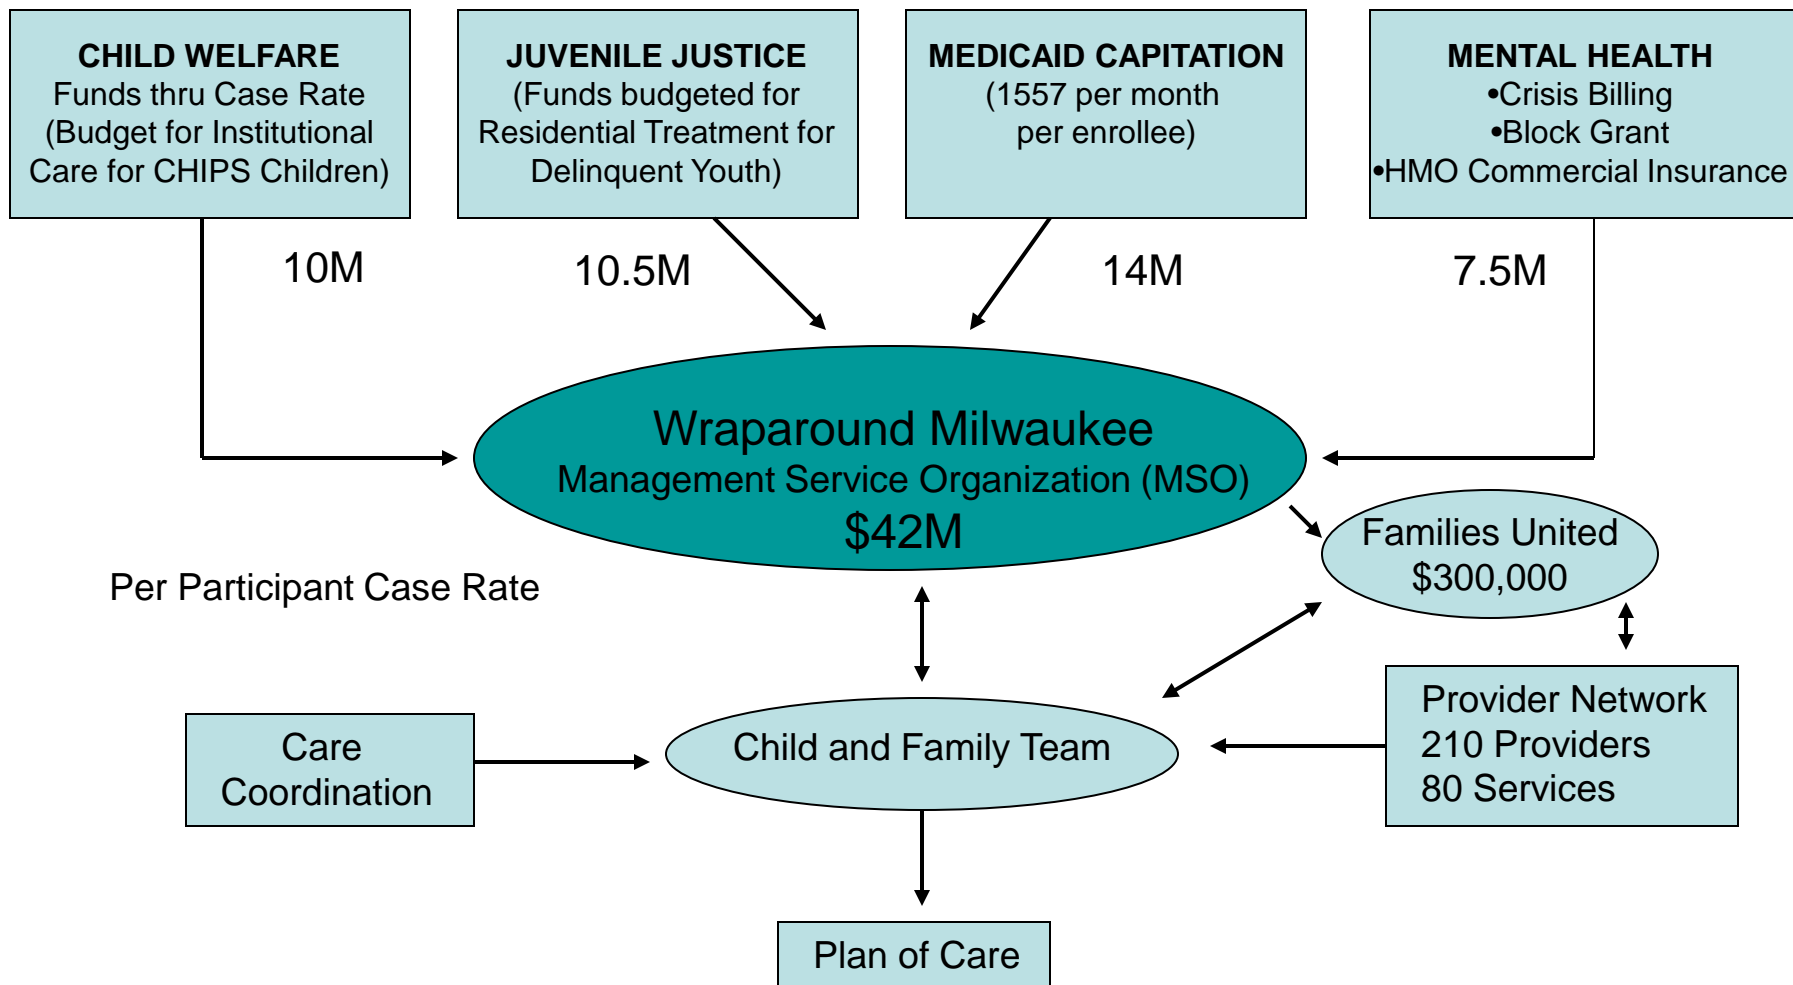 CHILD WELFARE
Funds thru Case Rate
(Budget for Institutional
Care for CHIPS Children)
JUVENILE JUSTICE
(Funds budgeted for
Residential Treatment for
Delinquent Youth)
MEDICAID CAPITATION
(1557 per month
per enrollee)
MENTAL HEALTH
•Crisis Billing
•Block Grant
•HMO Commercial Insurance
10M
10.5M
14M
7.5M
Wraparound Milwaukee
Management Service Organization (MSO)
$42M
Families United
$300,000
Per Participant Case Rate
Care
Coordination
Child and Family Team
Provider Network
210 Providers
80 Services
Plan of Care